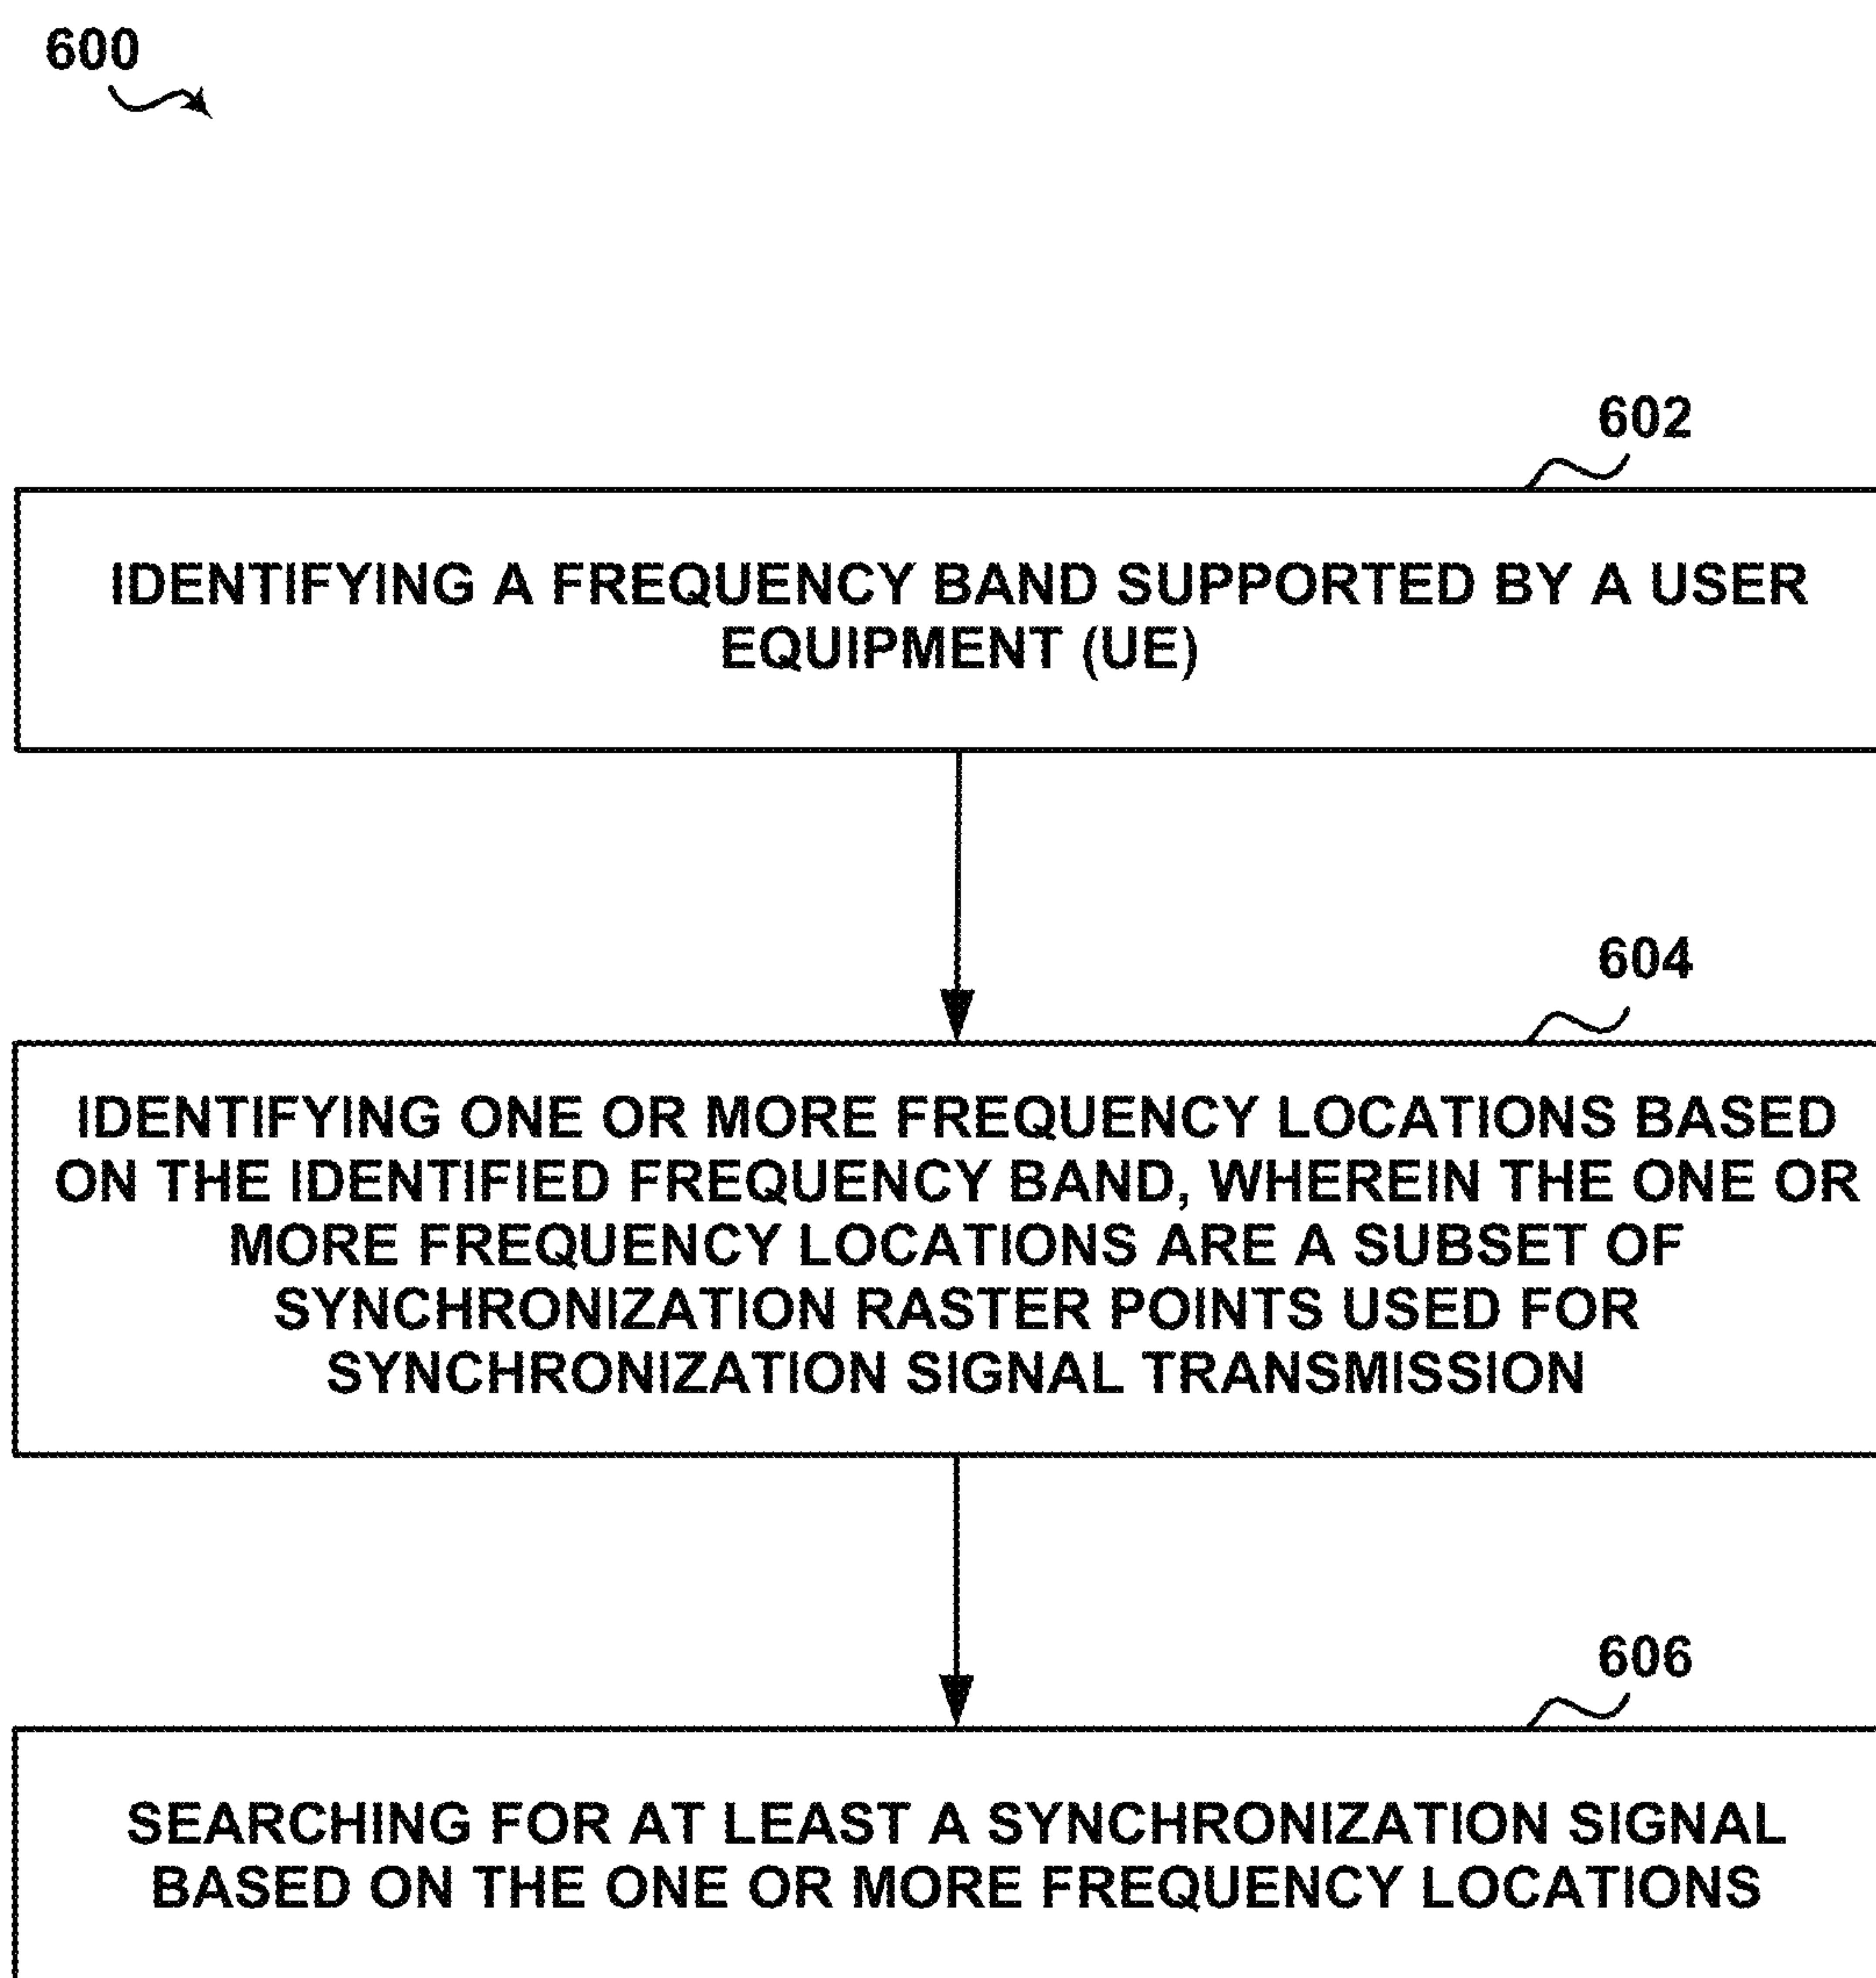 600
602
IDENTIFYING A FREQUENCY BAND SUPPORTED BY A USER
EQUIPMENT (UE)
604
IDENTIFYING ONE OR MORE FREQUENCY LOCATIONS BASED
ON THE IDENTIFIED FREQUENCY BAND, WHEREIN THE ONE OR
MORE FREQUENCY LOCATIONS ARE A SUBSET OF
SYNCHRONIZATION RASTER POINTS USED FOR
SYNCHRONIZATION SIGNAL TRANSMISSION
606
SEARCHING FOR AT LEAST A SYNCHRONIZATION SIGNAL
BASED ON THE ONE OR MORE FREQUENCY LOCATIONS